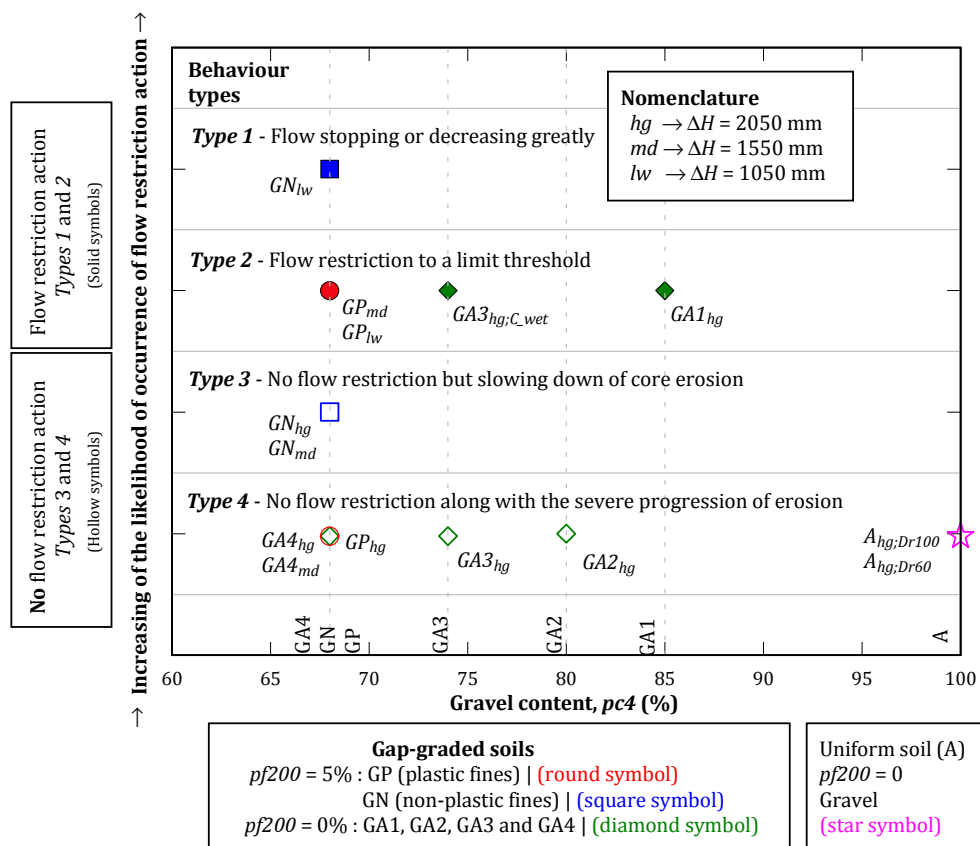 Flow restriction action
Types 1 and 2
(Solid symbols)
No flow restriction action
Types 3 and 4
(Hollow symbols)
→ Increasing of the likelihood of occurrence of flow restriction action →
Behaviour
types
Nomenclature
hg → ΔH = 2050 mm
md → ΔH = 1550 mm
lw → ΔH = 1050 mm
Type 1 - Flow stopping or decreasing greatly
GNlw
Type 2 - Flow restriction to a limit threshold
GPmd
GPlw
GA3hg;C_wet
GA1hg
Type 3 - No flow restriction but slowing down of core erosion
GNhg
GNmd
Type 4 - No flow restriction along with the severe progression of erosion
GA4hg
GA4md
GPhg
GA3hg
GA2hg
Ahg;Dr100
Ahg;Dr60
GA4
GN
GP
GA3
GA2
GA1
A
60 65 70 75 80 85 90 95 100
Gravel content, pc4 (%)
Gap-graded soils
pf200 = 5% : GP (plastic fines) | (round symbol)
GN (non-plastic fines) | (square symbol)
pf200 = 0% : GA1, GA2, GA3 and GA4 | (diamond symbol)
Uniform soil (A)
pf200 = 0
Gravel
(star symbol)